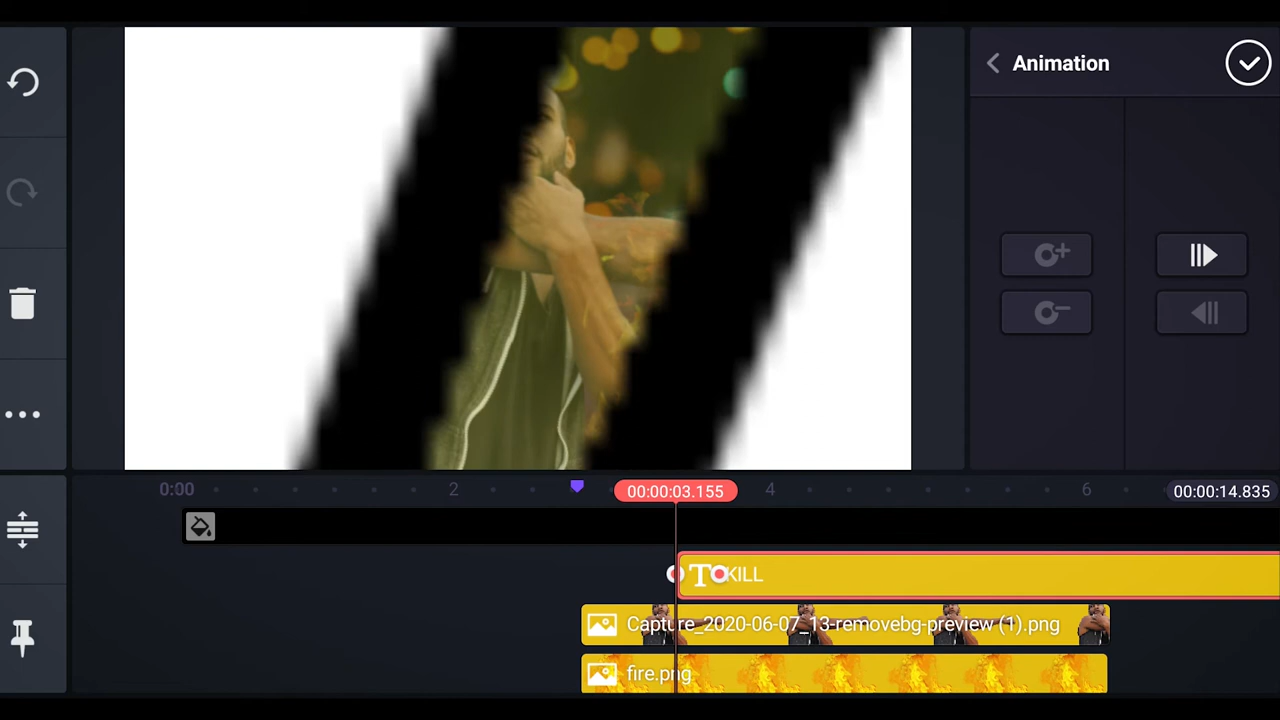 Animation
0:00
2
00:00:03.155
4
6
00:00:14.835
T KILL
Capture_2020-06-07_13-removebg-preview (1).png
fire.png